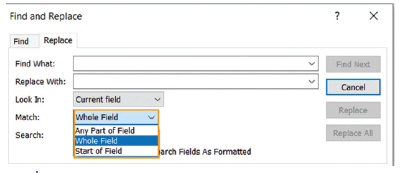 Find and Replace ? ×
Find Replace
Find What: Find Next
Replace With: Cancel
Look In: Current field
Match: Whole Field Replace
Any Part of Field Replace All
Search: Whole Field
Start of Field arch Fields As Formatted